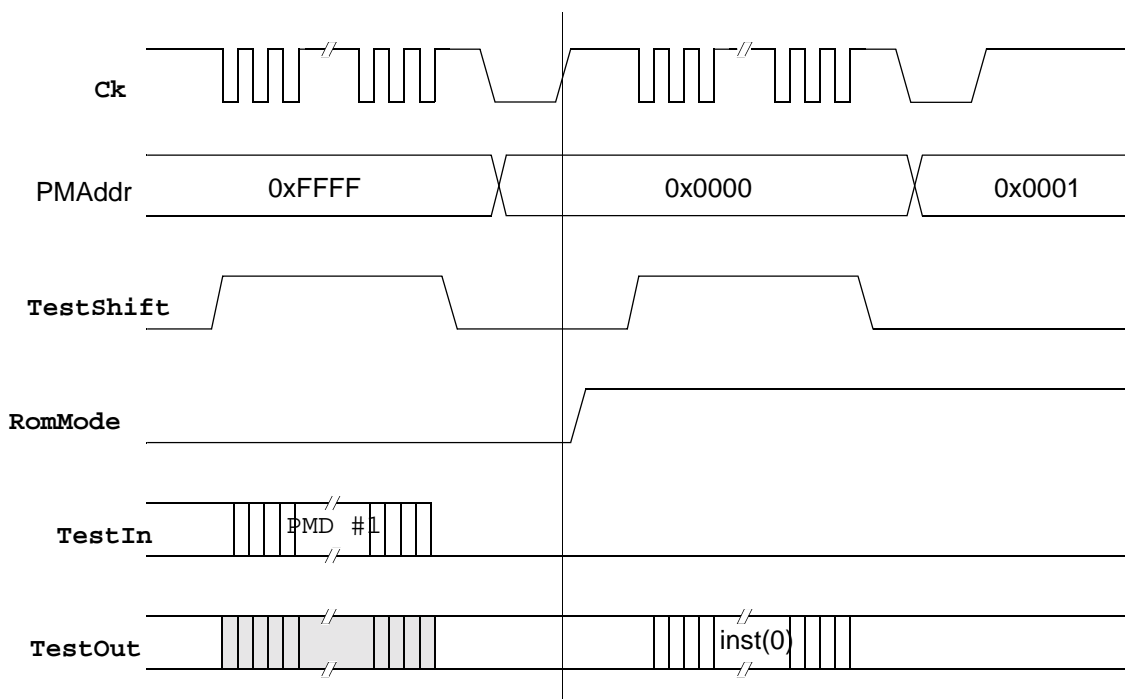 Ck
PMAddr 0xFFFF 0x0000 0x0001
TestShift
RomMode
TestIn PMD #1
TestOut inst(0)